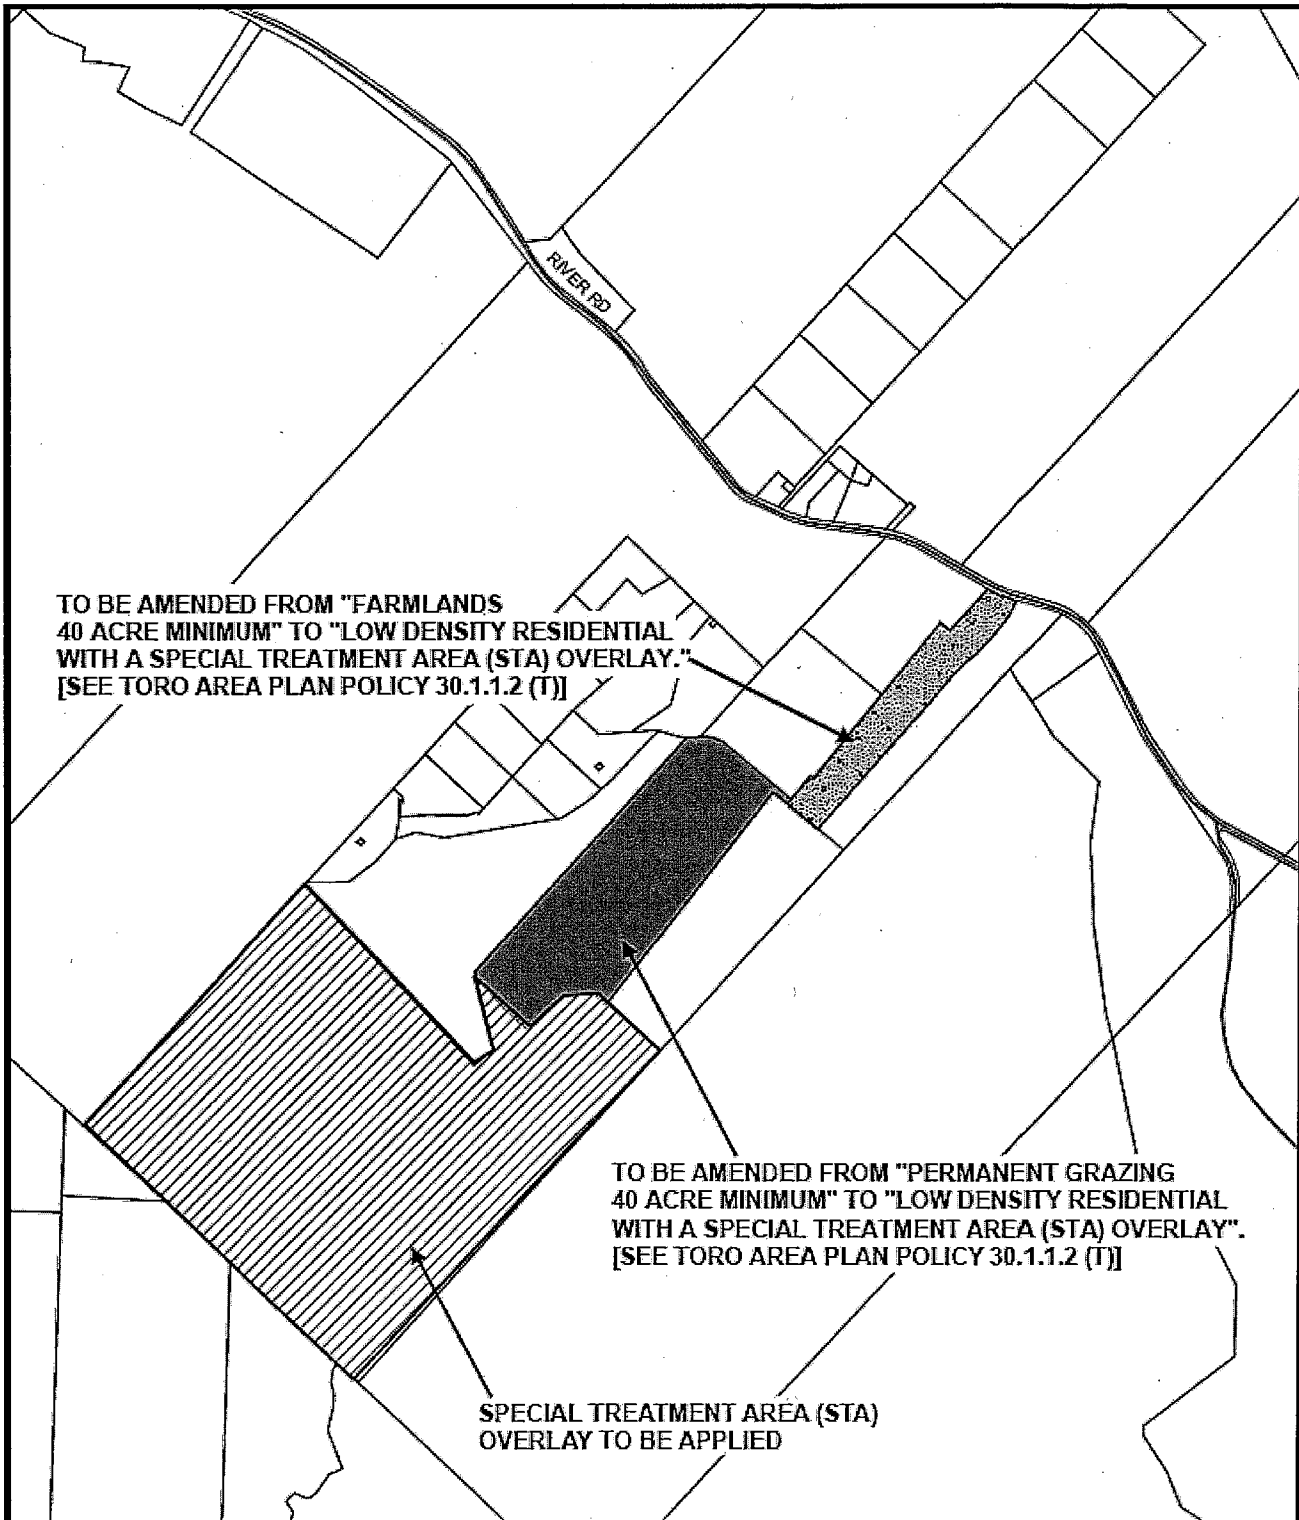 RIVER RD
TO BE AMENDED FROM "FARMLANDS
40 ACRE MINIMUM" TO "LOW DENSITY RESIDENTIAL
WITH A SPECIAL TREATMENT AREA (STA) OVERLAY."
[SEE TORO AREA PLAN POLICY 30.1.1.2 (T)]
TO BE AMENDED FROM "PERMANENT GRAZING
40 ACRE MINIMUM" TO "LOW DENSITY RESIDENTIAL
WITH A SPECIAL TREATMENT AREA (STA) OVERLAY".
[SEE TORO AREA PLAN POLICY 30.1.1.2 (T)]
SPECIAL TREATMENT AREA (STA)
OVERLAY TO BE APPLIED